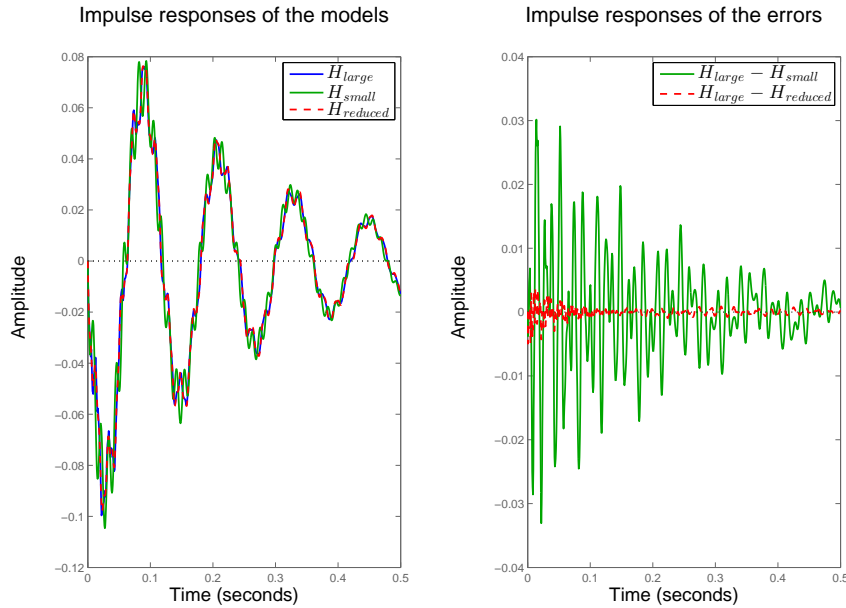 Impulse responses of the models
0.08
0.06
0.04
0.02
0
−0.02
−0.04
−0.06
−0.08
−0.1
−0.12
0
0.1
0.2
0.3
0.4
0.5
Amplitude
Time (seconds)
H_large
H_small
H_reduced
Impulse responses of the errors
0.04
0.03
0.02
0.01
0
−0.01
−0.02
−0.03
−0.04
0
0.1
0.2
0.3
0.4
0.5
Amplitude
Time (seconds)
H_large − H_small
H_large − H_reduced